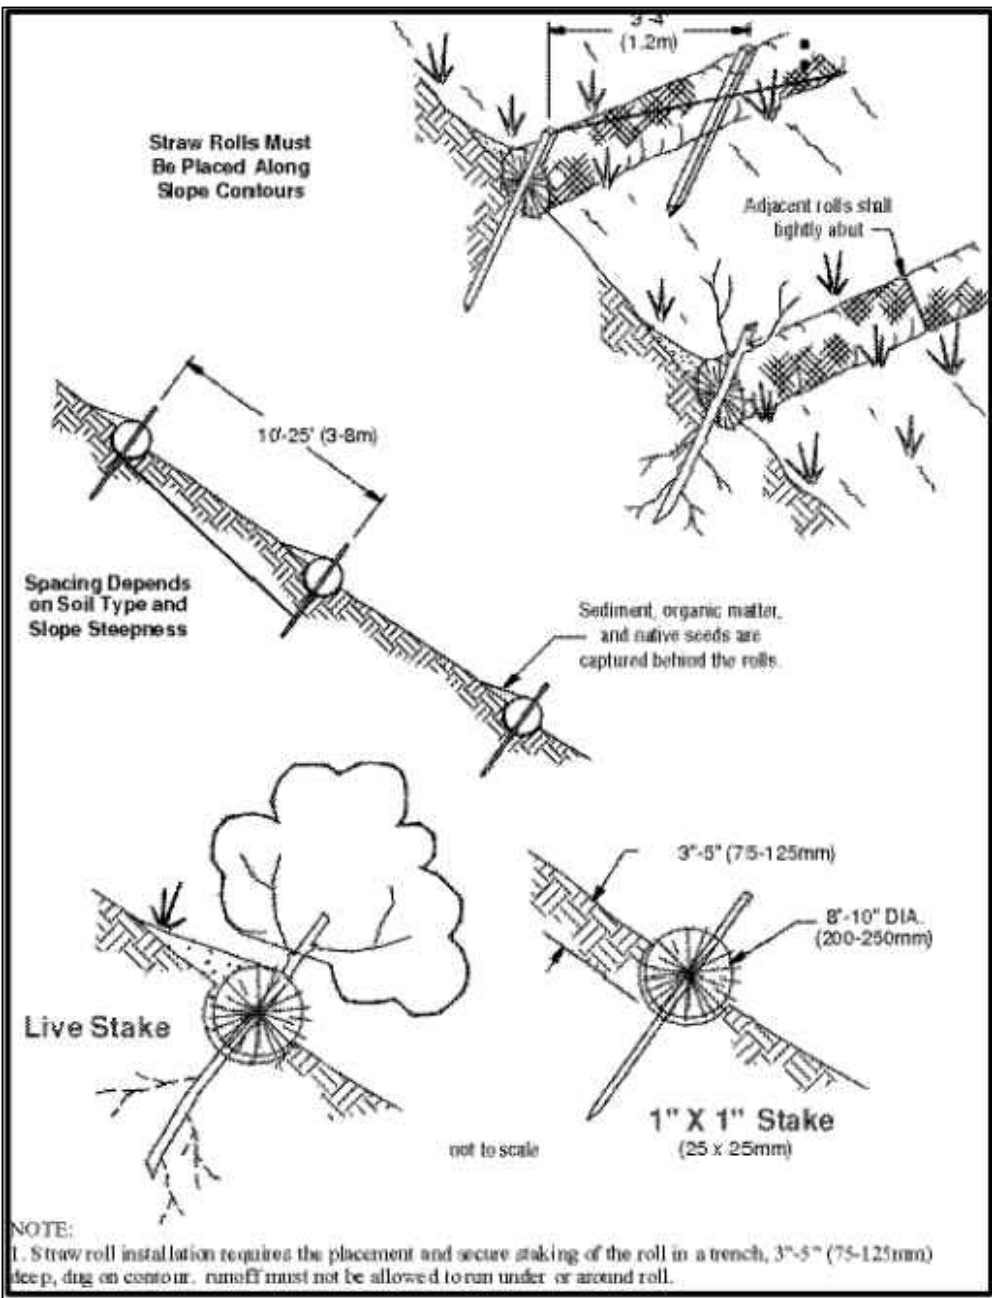 3'-4'
(1.2m)
Straw Rolls Must
Be Placed Along
Slope Contours
Adjacent rolls shall
tightly abut
10'-25' (3-8m)
Spacing Depends
on Soil Type and
Slope Steepness
Sediment, organic matter,
and native seeds are
captured behind the rolls.
3"-5" (75-125mm)
8"-10" DIA.
(200-250mm)
Live Stake
1" X 1" Stake
(25 x 25mm)
not to scale
NOTE:
1. Straw roll installation requires the placement and secure staking of the roll in a trench, 3"-5" (75-125mm)
deep, dug on contour. runoff must not be allowed to run under or around roll.